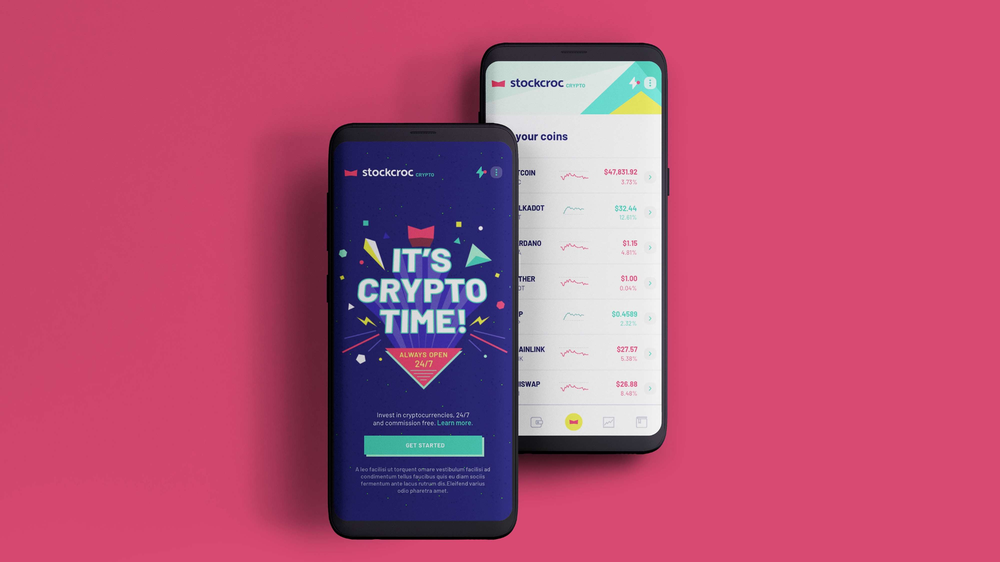 stockcroc CRYPTO
IT'S
CRYPTO
TIME!
ALWAYS OPEN
24/7
Invest in cryptocurrencies, 24/7
and commission free. Learn more.
GET STARTED
A leo facilisi ut torquent ornare vestibulum facilisi ad
condimentum tellus faucibus quis eu diam sociis
fermentum ante lacus rutrum dis.Eleifend varius
odio pharetra amet.
stockcroc CRYPTO
your coins
TCOIN $47,831.92
C 3.73%
LKADOT $32.44
T 12.61%
RDANO $1.15
A 4.81%
THER $1.00
DT 0.04%
P $0.4589
P 2.32%
AINLINK $27.57
IK 5.38%
IISWAP $26.88
I 8.48%